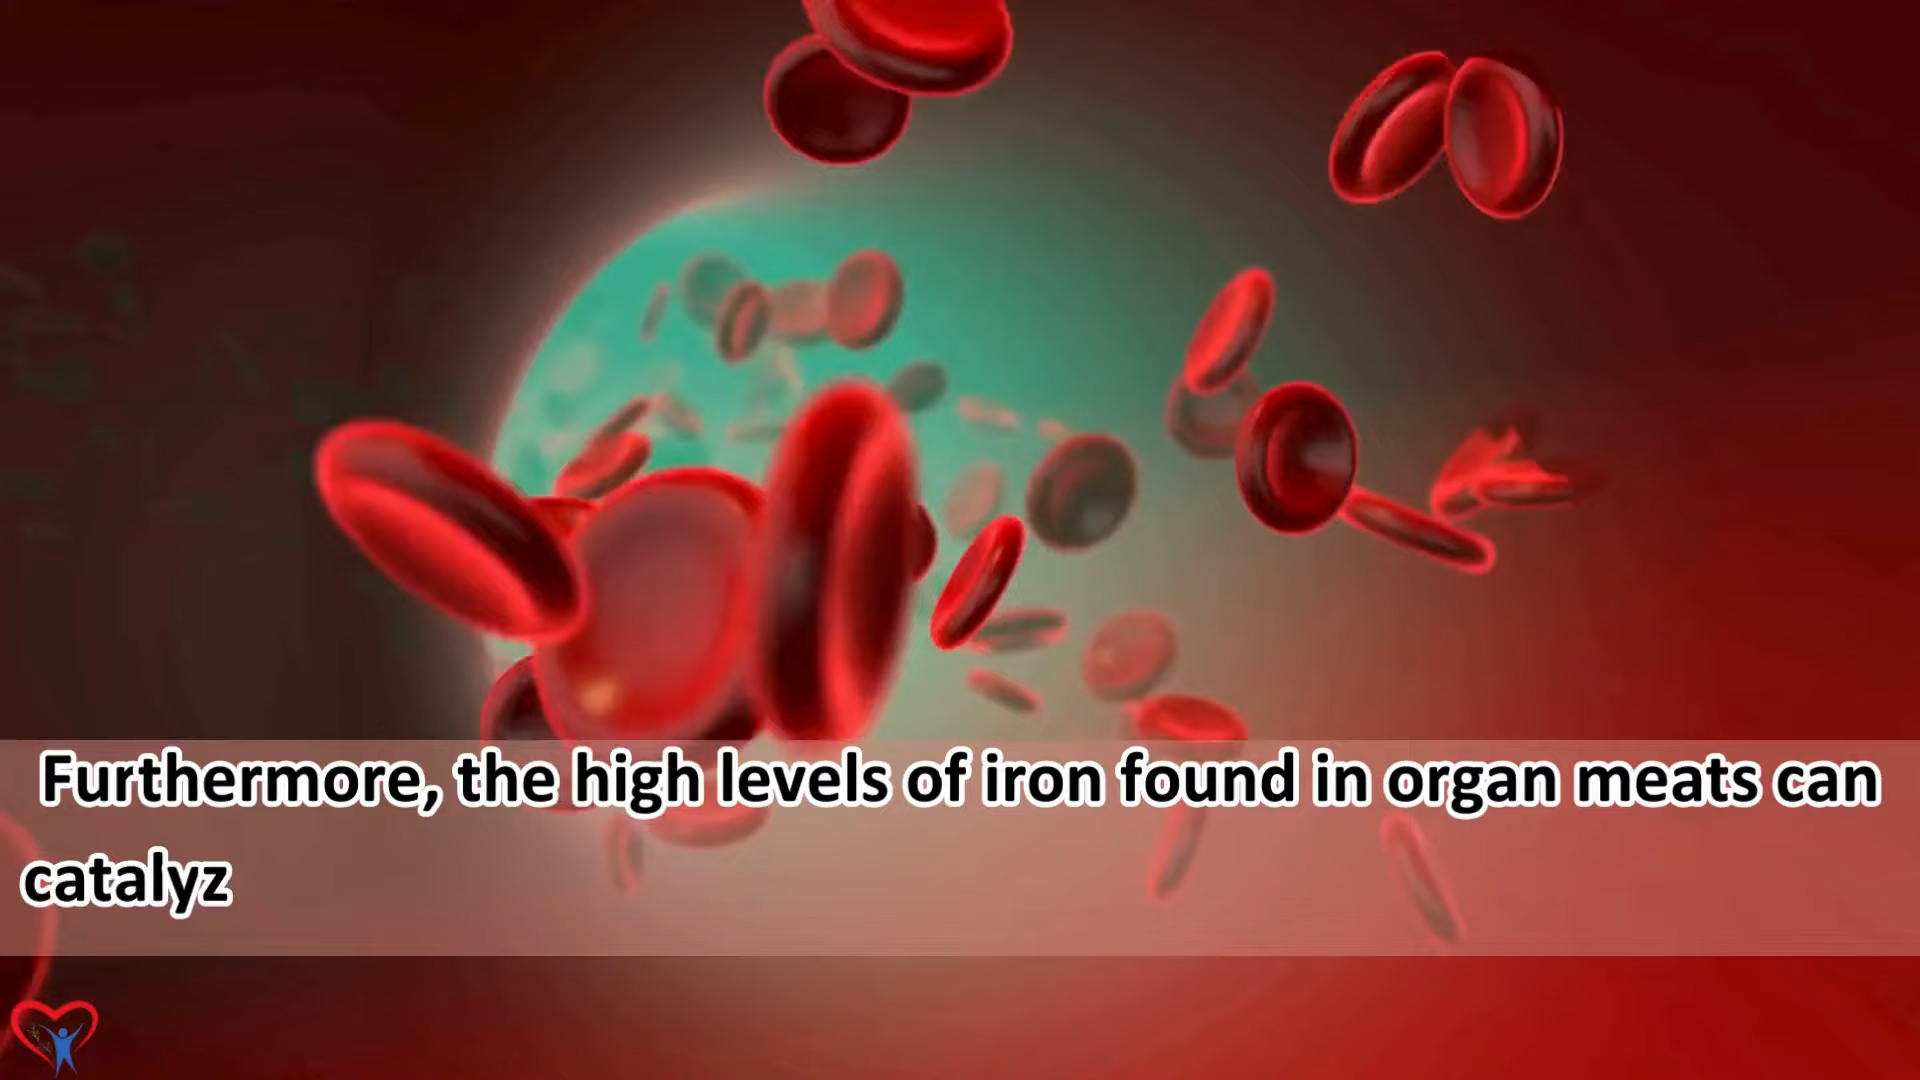 Furthermore, the high levels of iron found in organ meats can
catalyz